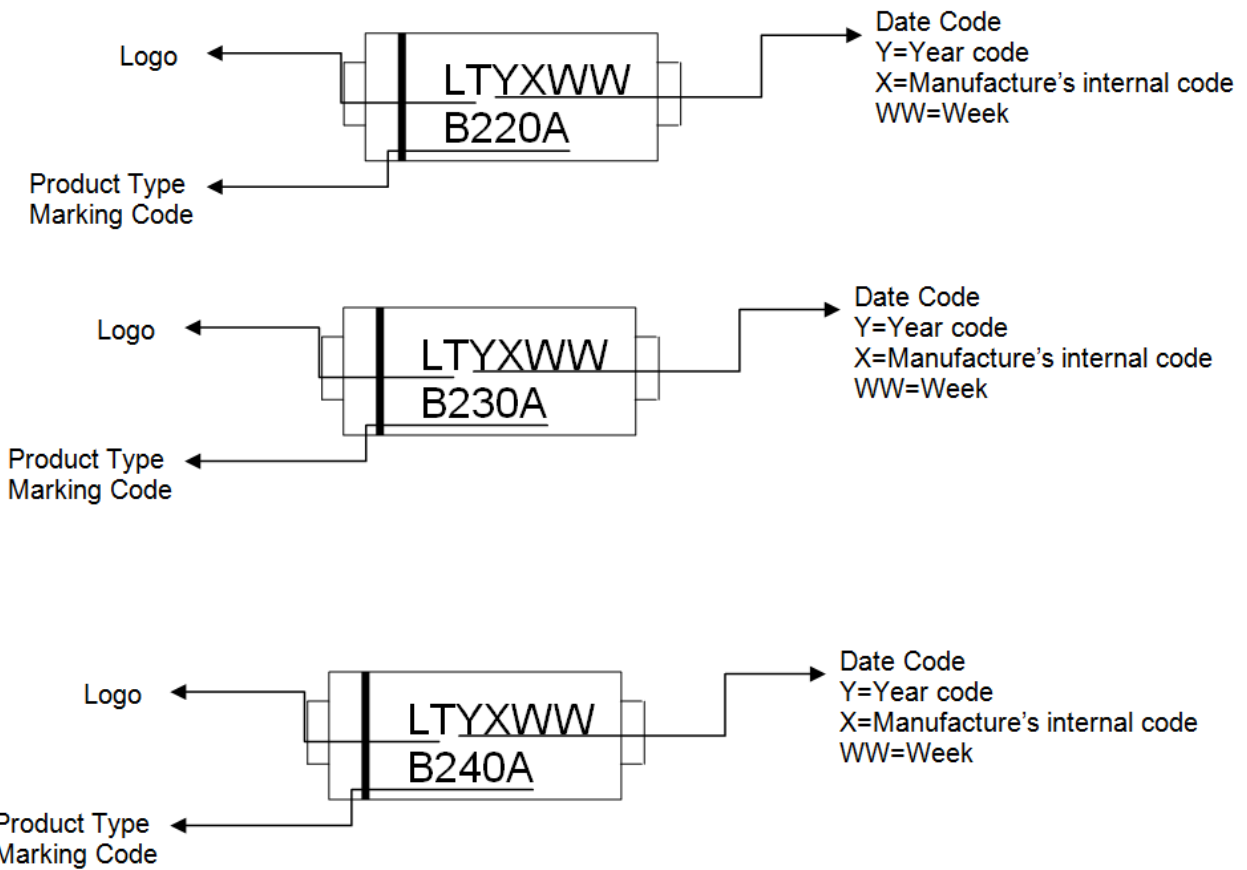 Logo
LTYXWW
B220A
Date Code
Y=Year code
X=Manufacture's internal code
WW=Week
Product Type
Marking Code
Logo
LTYXWW
B230A
Date Code
Y=Year code
X=Manufacture's internal code
WW=Week
Product Type
Marking Code
Logo
LTYXWW
B240A
Date Code
Y=Year code
X=Manufacture's internal code
WW=Week
Product Type
Marking Code